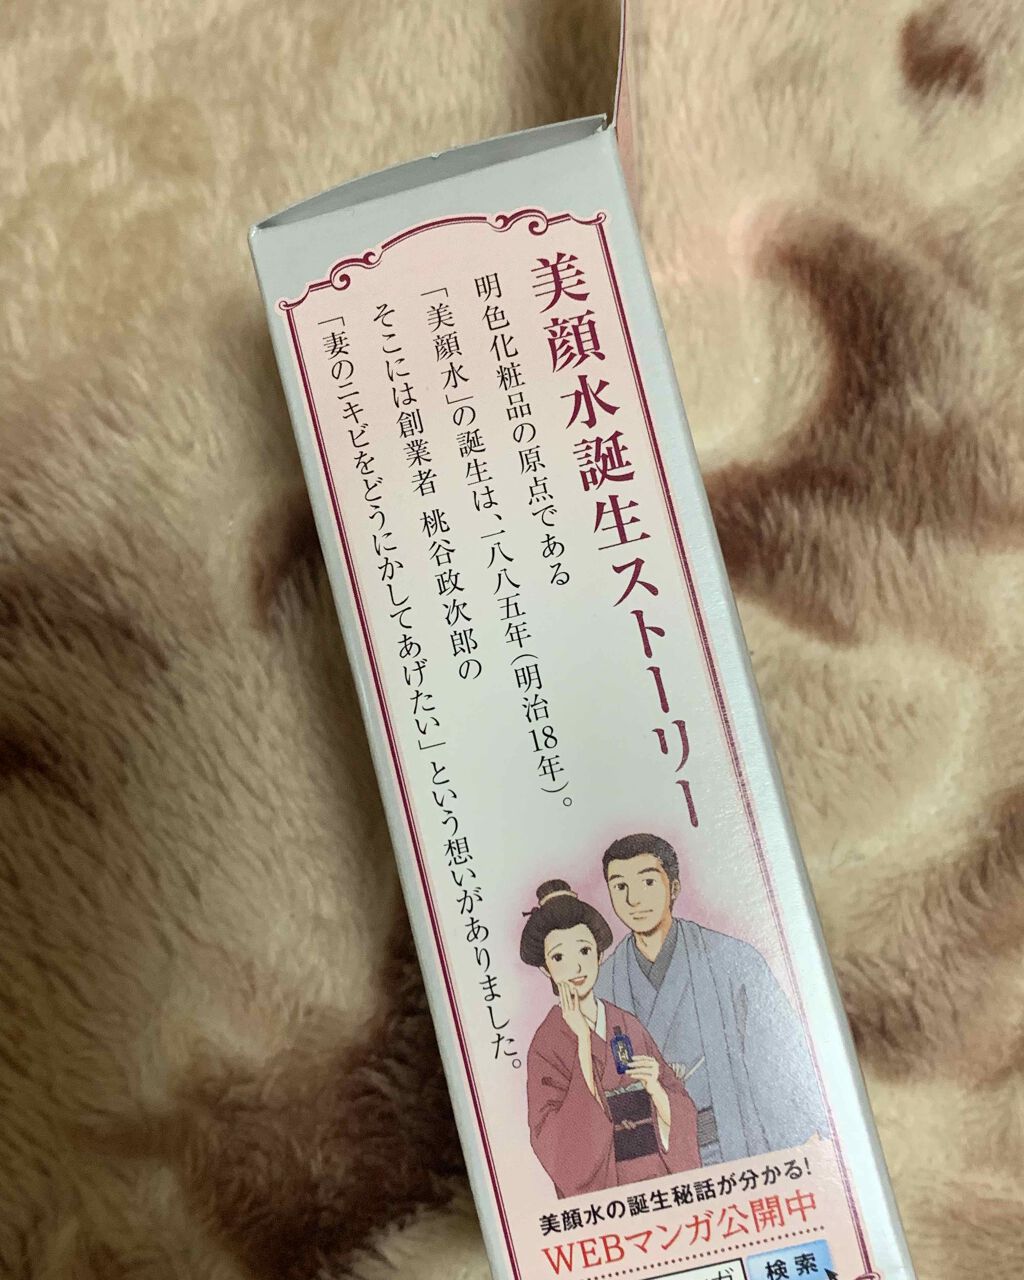 美顔水誕生ストーリー
明色化粧品の原点である
「美顔水」の誕生は、一八八五年(明治18年)。
そこには創業者 桃谷政次郎の
「妻のニキビをどうにかしてあげたい」という想いがありました。
美顔水の誕生秘話が分かる!
WEBマンガ公開中
検索